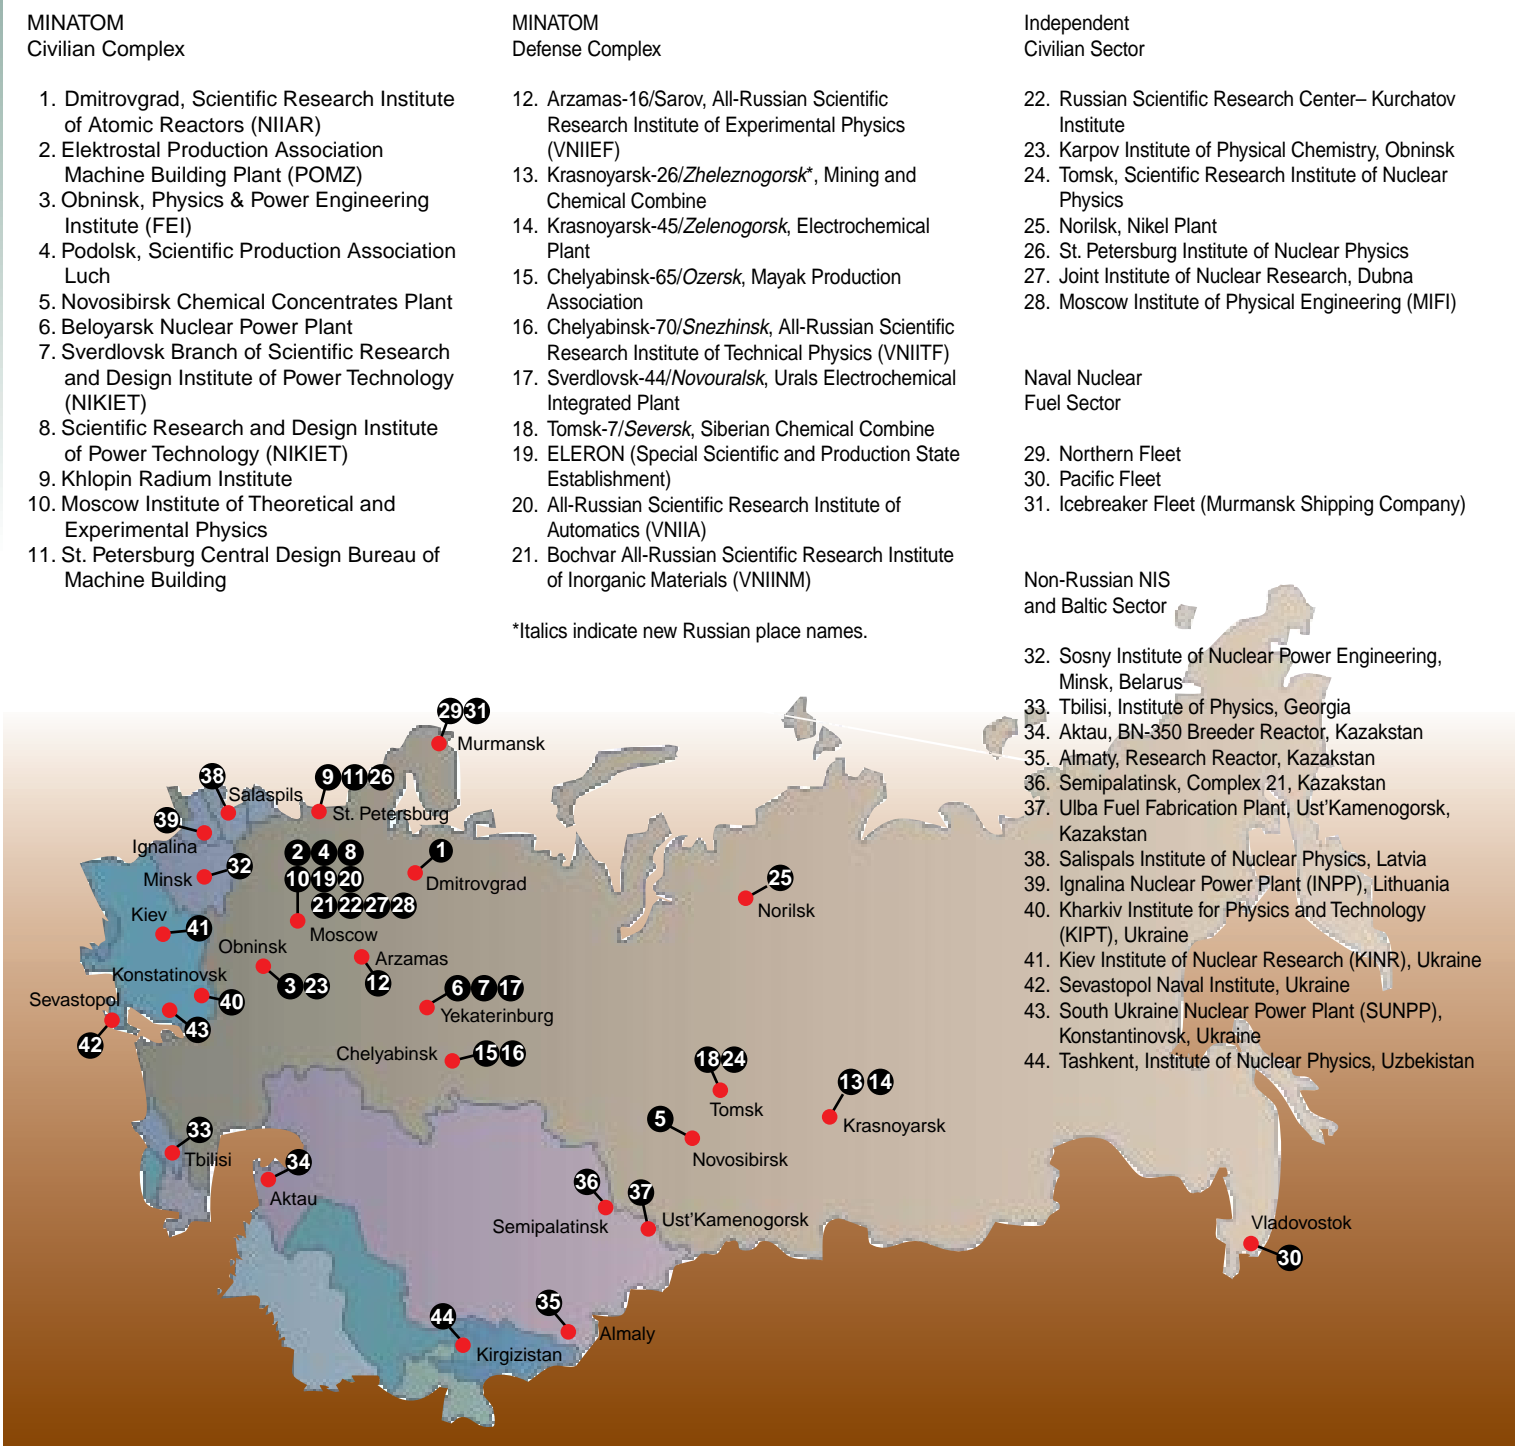 MINATOM
Civilian Complex
1. Dmitrovgrad, Scientific Research Institute
of Atomic Reactors (NIIAR)
2. Elektrostal Production Association
Machine Building Plant (POMZ)
3. Obninsk, Physics & Power Engineering
Institute (FEI)
4. Podolsk, Scientific Production Association
Luch
5. Novosibirsk Chemical Concentrates Plant
6. Beloyarsk Nuclear Power Plant
7. Sverdlovsk Branch of Scientific Research
and Design Institute of Power Technology
(NIKIET)
8. Scientific Research and Design Institute
of Power Technology (NIKIET)
9. Khlopin Radium Institute
10. Moscow Institute of Theoretical and
Experimental Physics
11. St. Petersburg Central Design Bureau of
Machine Building
MINATOM
Defense Complex
12. Arzamas-16/Sarov, All-Russian Scientific
Research Institute of Experimental Physics
(VNIIEF)
13. Krasnoyarsk-26/Zheleznogorsk*, Mining and
Chemical Combine
14. Krasnoyarsk-45/Zelenogorsk, Electrochemical
Plant
15. Chelyabinsk-65/Ozersk, Mayak Production
Association
16. Chelyabinsk-70/Snezhinsk, All-Russian Scientific
Research Institute of Technical Physics (VNIITF)
17. Sverdlovsk-44/Novouralsk, Urals Electrochemical
Integrated Plant
18. Tomsk-7/Seversk, Siberian Chemical Combine
19. ELERON (Special Scientific and Production State
Establishment)
20. All-Russian Scientific Research Institute of
Automatics (VNIIA)
21. Bochvar All-Russian Scientific Research Institute
of Inorganic Materials (VNIINM)
*Italics indicate new Russian place names.
Independent
Civilian Sector
22. Russian Scientific Research Center– Kurchatov
Institute
23. Karpov Institute of Physical Chemistry, Obninsk
24. Tomsk, Scientific Research Institute of Nuclear
Physics
25. Norilsk, Nikel Plant
26. St. Petersburg Institute of Nuclear Physics
27. Joint Institute of Nuclear Research, Dubna
28. Moscow Institute of Physical Engineering (MIFI)
Naval Nuclear
Fuel Sector
29. Northern Fleet
30. Pacific Fleet
31. Icebreaker Fleet (Murmansk Shipping Company)
Non-Russian NIS
and Baltic Sector
32. Sosny Institute of Nuclear Power Engineering,
Minsk, Belarus
33. Tbilisi, Institute of Physics, Georgia
34. Aktau, BN-350 Breeder Reactor, Kazakstan
35. Almaty, Research Reactor, Kazakstan
36. Semipalatinsk, Complex 21, Kazakstan
37. Ulba Fuel Fabrication Plant, Ust'Kamenogorsk,
Kazakstan
38. Salispals Institute of Nuclear Physics, Latvia
39. Ignalina Nuclear Power Plant (INPP), Lithuania
40. Kharkiv Institute for Physics and Technology
(KIPT), Ukraine
41. Kiev Institute of Nuclear Research (KINR), Ukraine
42. Sevastopol Naval Institute, Ukraine
43. South Ukraine Nuclear Power Plant (SUNPP),
Konstantinovsk, Ukraine
44. Tashkent, Institute of Nuclear Physics, Uzbekistan
29 31
Murmansk
38
Salaspils
9 11 26
St. Petersburg
39
Ignalina
32
Minsk
2 4 8
10 19 20
21 22 27 28
Moscow
1
Dmitrovgrad
25
Norilsk
Kiev
41
Obninsk
3 23
Arzamas
12
Konstatinovsk
40
Sevastopol
42
43
6 7 17
Yekaterinburg
Chelyabinsk
15 16
18 24
Tomsk
13 14
Krasnoyarsk
5
Novosibirsk
33
Tbilisi
34
Aktau
36
Semipalatinsk
37
Ust'Kamenogorsk
Vladovostok
30
35
Almaly
44
Kirgizistan